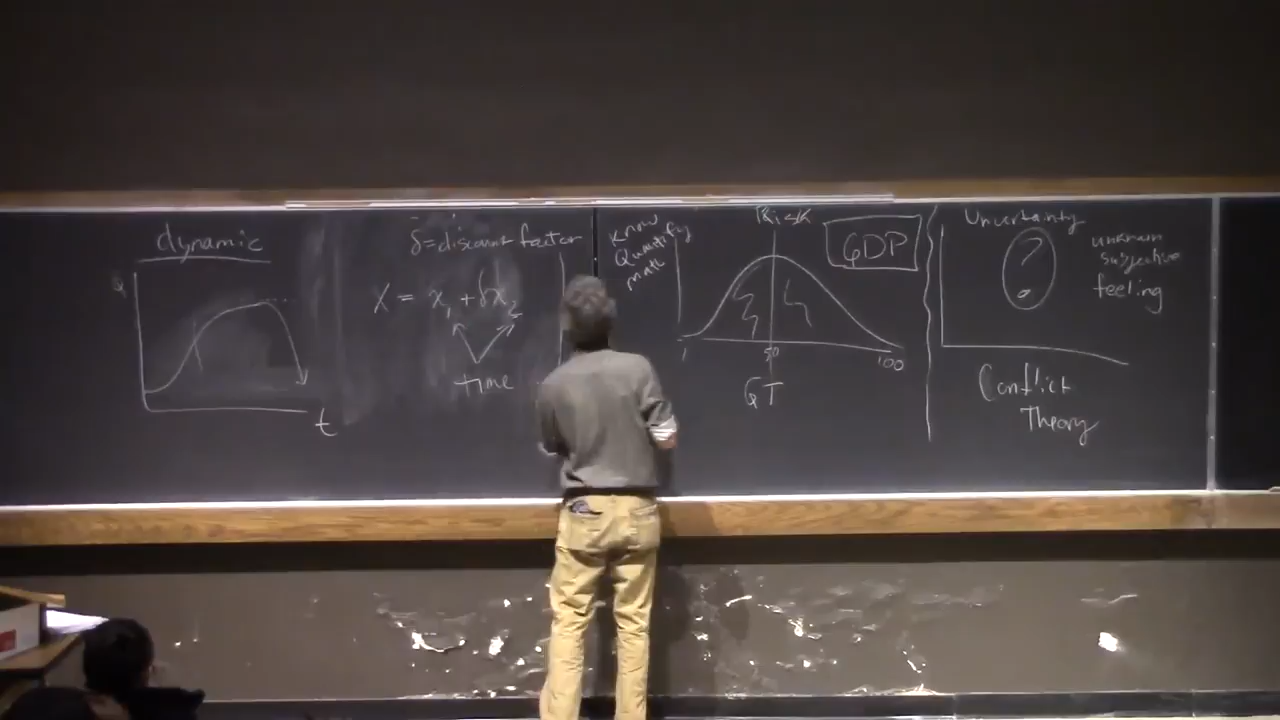 dynamic
Q
t
δ = discount factor
X = x₁ + δx₂
time
Know
Quantify
math
Risk
GDP
1
50
100
GT
Uncertainty
?
unknown
subjective
feeling
Conflict
Theory